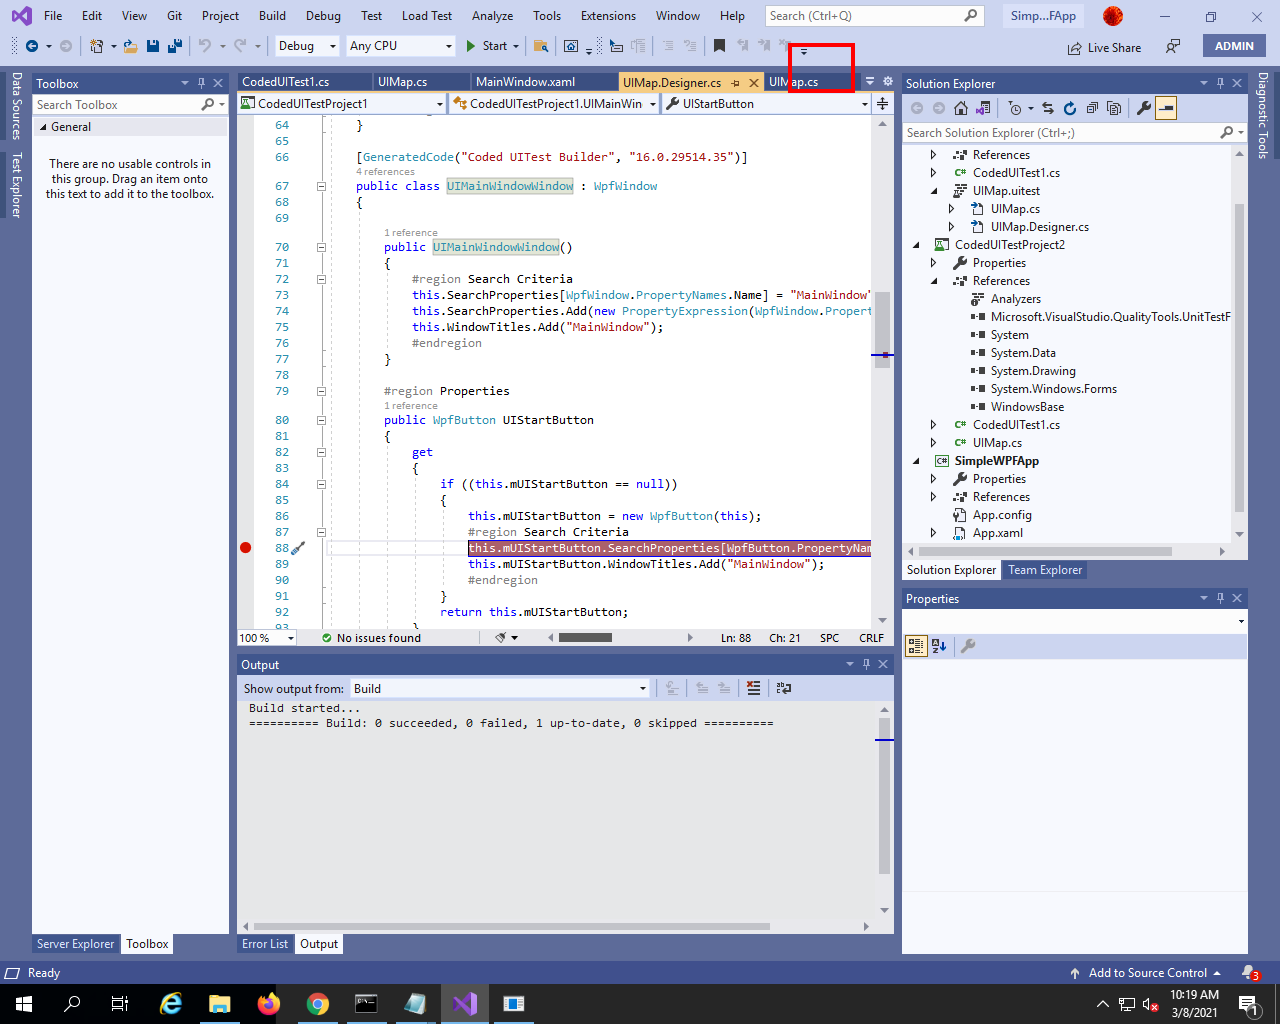 File Edit View Git Project Build Debug Test Load Test Analyze Tools Extensions Window Help Search (Ctrl+Q) Simp...FApp
Debug Any CPU Start Live Share ADMIN
Data Sources
Test Explorer
Toolbox
Search Toolbox
General
There are no usable controls in
this group. Drag an item onto
this text to add it to the toolbox.
Server Explorer Toolbox
CodedUITest1.cs UIMap.cs MainWindow.xaml UIMap.Designer.cs UIMap.cs
CodedUITestProject1 CodedUITestProject1.UIMainWin UIStartButton
64 }
65
66 [GeneratedCode("Coded UITest Builder", "16.0.29514.35")]
4 references
67 public class UIMainWindowWindow : WpfWindow
68 {
69
1 reference
70 public UIMainWindowWindow()
71 {
72 #region Search Criteria
73 this.SearchProperties[WpfWindow.PropertyNames.Name] = "MainWindow"
74 this.SearchProperties.Add(new PropertyExpression(WpfWindow.Propert
75 this.WindowTitles.Add("MainWindow");
76 #endregion
77 }
78
79 #region Properties
1 reference
80 public WpfButton UIStartButton
81 {
82 get
83 {
84 if ((this.mUIStartButton == null))
85 {
86 this.mUIStartButton = new WpfButton(this);
87 #region Search Criteria
88 this.mUIStartButton.SearchProperties[WpfButton.PropertyNam
89 this.mUIStartButton.WindowTitles.Add("MainWindow");
90 #endregion
91 }
92 return this.mUIStartButton;
93 }
100 % No issues found Ln: 88 Ch: 21 SPC CRLF
Output
Show output from: Build
Build started...
========== Build: 0 succeeded, 0 failed, 1 up-to-date, 0 skipped ==========
Error List Output
Solution Explorer
Search Solution Explorer (Ctrl+;)
References
CodedUITest1.cs
UIMap.uitest
UIMap.cs
UIMap.Designer.cs
CodedUITestProject2
Properties
References
Analyzers
Microsoft.VisualStudio.QualityTools.UnitTestF
System
System.Data
System.Drawing
System.Windows.Forms
WindowsBase
CodedUITest1.cs
UIMap.cs
SimpleWPFApp
Properties
References
App.config
App.xaml
Solution Explorer Team Explorer
Properties
Diagnostic Tools
Ready Add to Source Control 3
10:19 AM
3/8/2021
1